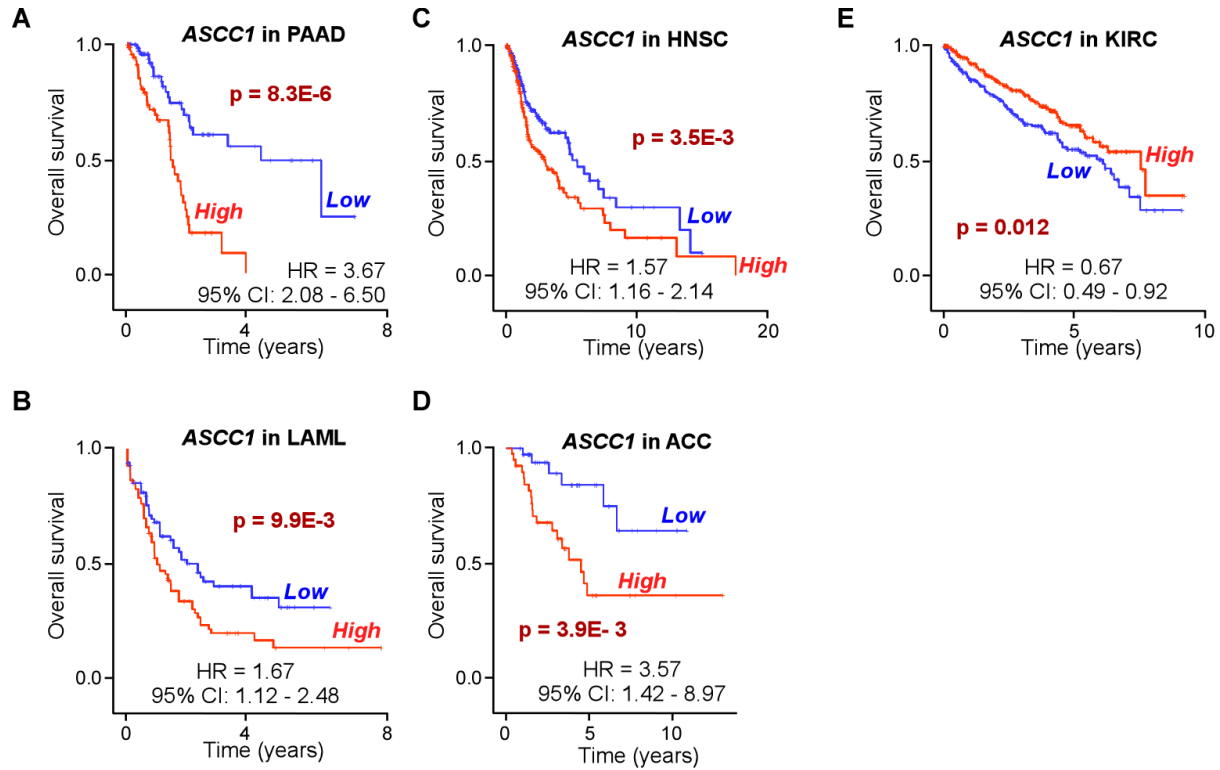 A
ASCC1 in PAAD
Overall survival
1.0
0.5
0.0
p = 8.3E-6
Low
High
HR = 3.67
95% CI: 2.08 - 6.50
0
4
8
Time (years)
C
ASCC1 in HNSC
Overall survival
1.0
0.5
0.0
p = 3.5E-3
Low
High
HR = 1.57
95% CI: 1.16 - 2.14
0
10
20
Time (years)
E
ASCC1 in KIRC
Overall survival
1.0
0.5
0.0
High
Low
p = 0.012
HR = 0.67
95% CI: 0.49 - 0.92
0
5
10
Time (years)
B
ASCC1 in LAML
Overall survival
1.0
0.5
0.0
p = 9.9E-3
Low
High
HR = 1.67
95% CI: 1.12 - 2.48
0
4
8
Time (years)
D
ASCC1 in ACC
Overall survival
1.0
0.5
0.0
Low
High
p = 3.9E- 3
HR = 3.57
95% CI: 1.42 - 8.97
0
5
10
Time (years)